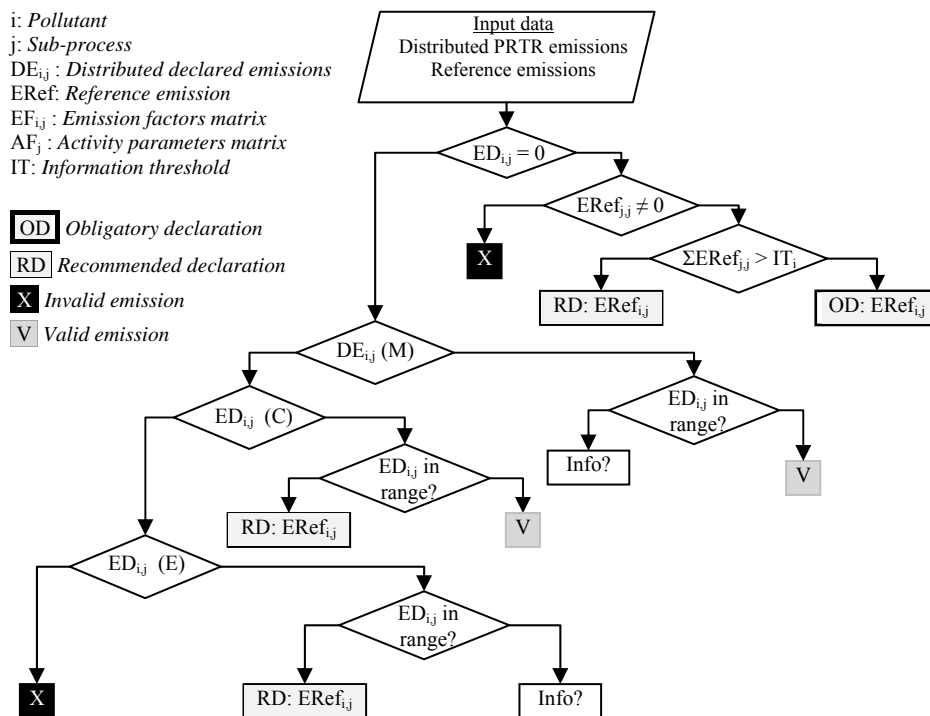 i: Pollutant
j: Sub-process
DEi,j : Distributed declared emissions
ERef: Reference emission
EFi,j : Emission factors matrix
AFj : Activity parameters matrix
IT: Information threshold
OD Obligatory declaration
RD Recommended declaration
X Invalid emission
V Valid emission
Input data
Distributed PRTR emissions
Reference emissions
EDi,j = 0
ERefj,j ≠ 0
X
ΣERefj,j > ITi
RD: ERefi,j
OD: ERefi,j
DEi,j (M)
EDi,j in
range?
Info?
V
EDi,j (C)
EDi,j in
range?
RD: ERefi,j
V
EDi,j (E)
X
EDi,j in
range?
RD: ERefi,j
Info?